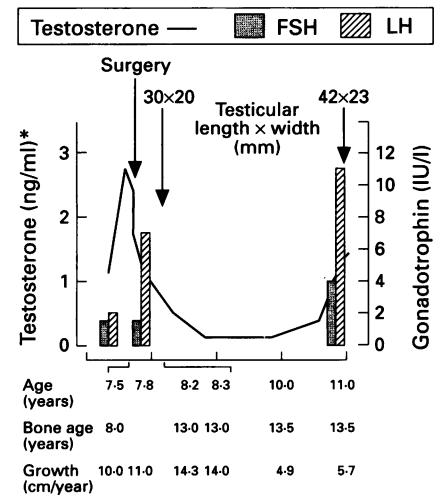 Testosterone — FSH LH
Surgery
30×20
Testicular
length × width
(mm)
42×23
Testosterone (ng/ml)*
3
2
1
0
Gonadotrophin (IU/l)
12
10
8
6
4
2
0
Age
(years)
7·5 7·8 8·2 8·3 10·0 11·0
Bone age
(years)
8·0 13·0 13·0 13·5 13·5
Growth
(cm/year)
10·0 11·0 14·3 14·0 4·9 5·7